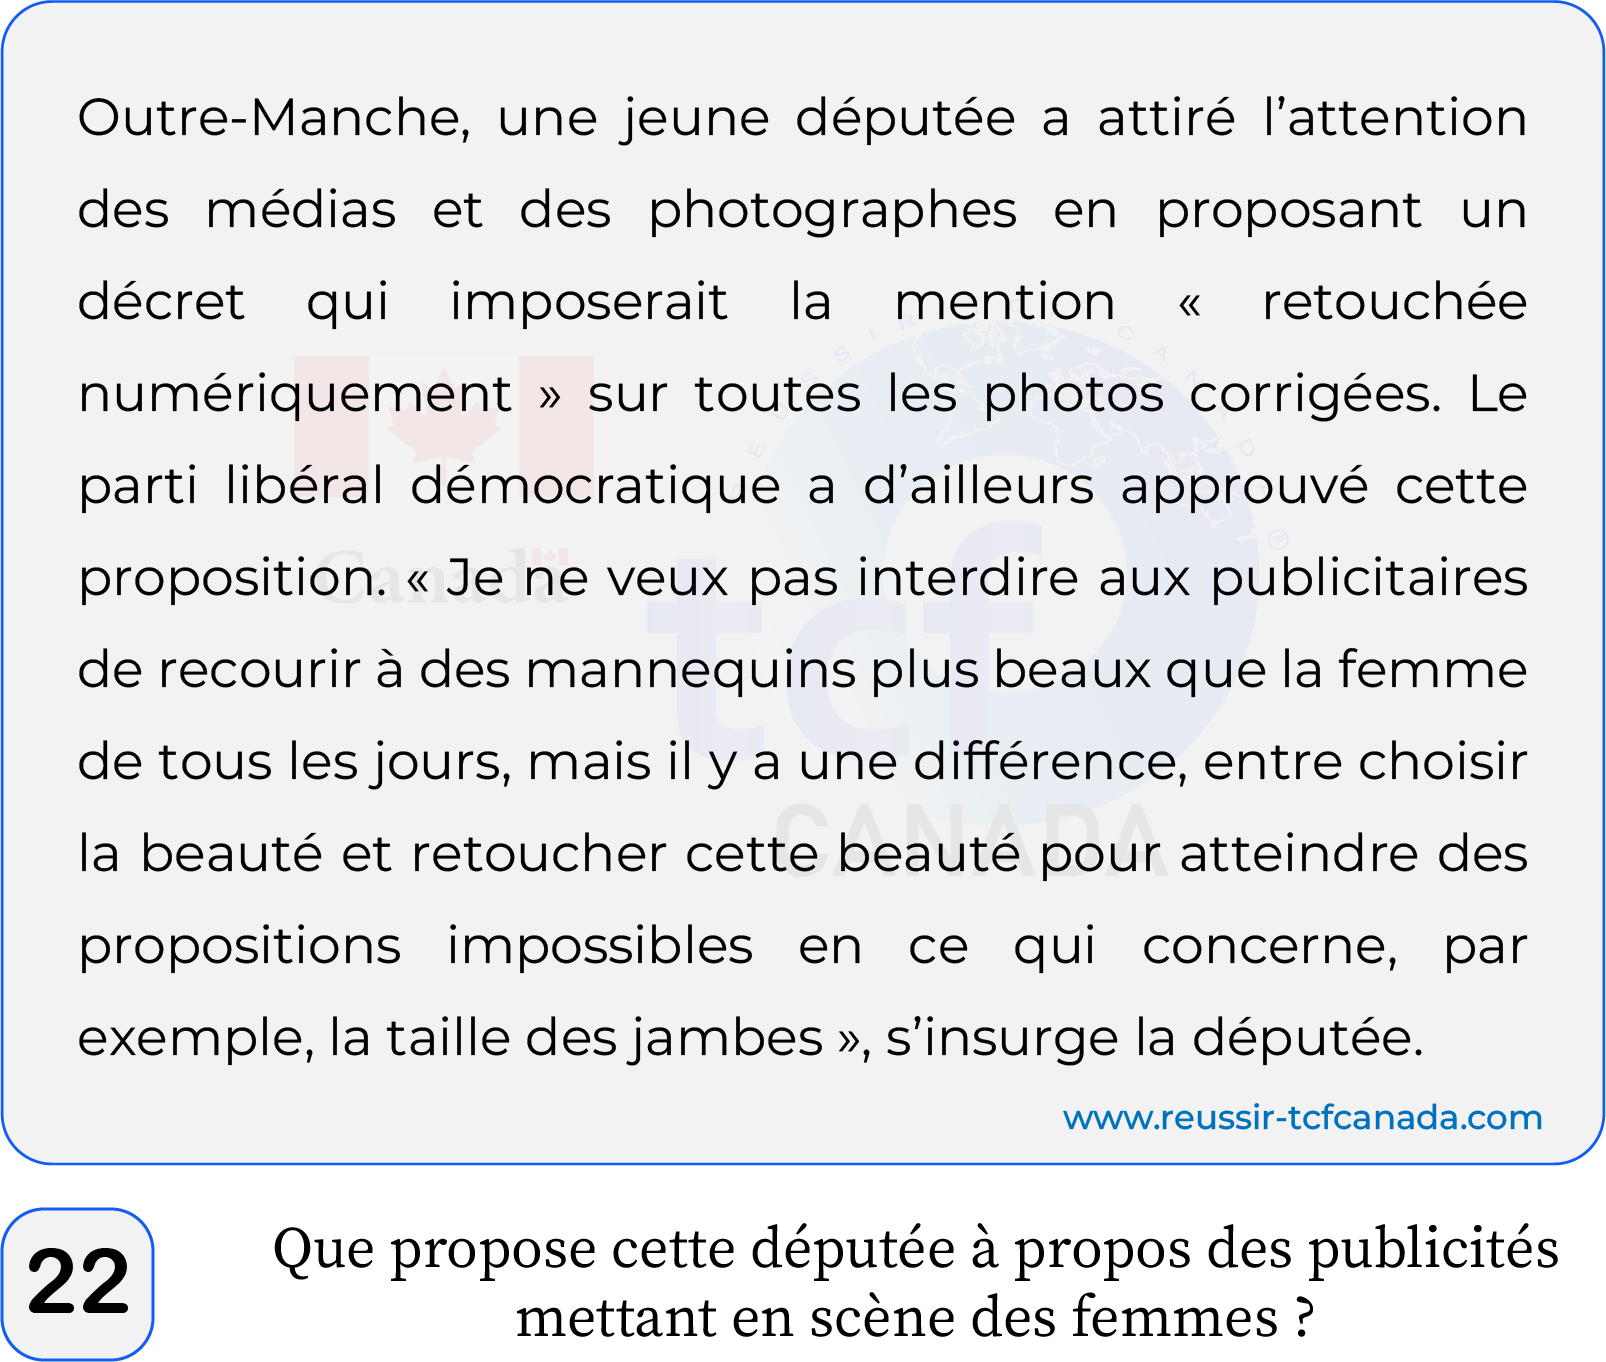 Outre-Manche, une jeune députée a attiré l’attention
des médias et des photographes en proposant un
décret qui imposerait la mention « retouchée
numériquement » sur toutes les photos corrigées. Le
parti libéral démocratique a d’ailleurs approuvé cette
proposition. « Je ne veux pas interdire aux publicitaires
de recourir à des mannequins plus beaux que la femme
de tous les jours, mais il y a une différence, entre choisir
la beauté et retoucher cette beauté pour atteindre des
propositions impossibles en ce qui concerne, par
exemple, la taille des jambes », s’insurge la députée.
www.reussir-tcfcanada.com
22
Que propose cette députée à propos des publicités
mettant en scène des femmes ?
Canada
tcf
CANADA